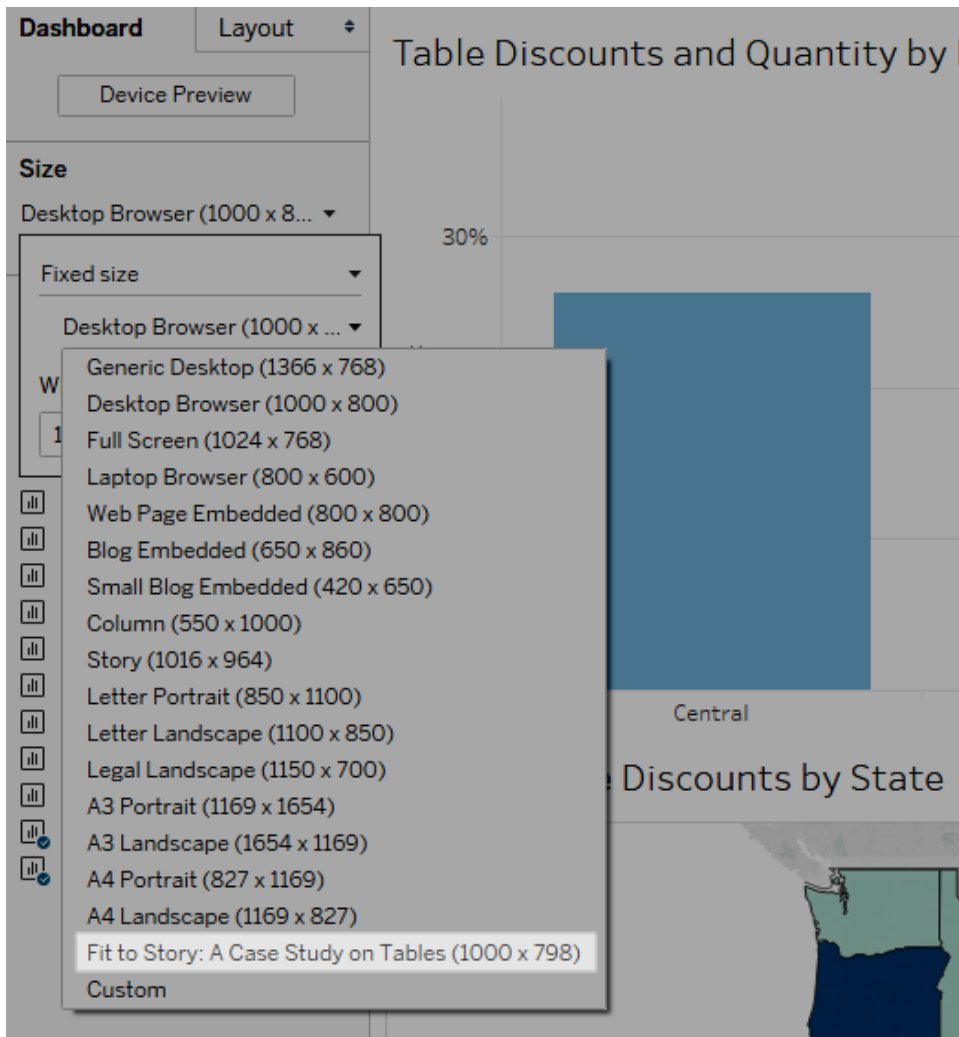 Dashboard
Layout
Device Preview
Size
Desktop Browser (1000 x 8...
Fixed size
Desktop Browser (1000 x ...
Generic Desktop (1366 x 768)
Desktop Browser (1000 x 800)
Full Screen (1024 x 768)
Laptop Browser (800 x 600)
Web Page Embedded (800 x 800)
Blog Embedded (650 x 860)
Small Blog Embedded (420 x 650)
Column (550 x 1000)
Story (1016 x 964)
Letter Portrait (850 x 1100)
Letter Landscape (1100 x 850)
Legal Landscape (1150 x 700)
A3 Portrait (1169 x 1654)
A3 Landscape (1654 x 1169)
A4 Portrait (827 x 1169)
A4 Landscape (1169 x 827)
Fit to Story: A Case Study on Tables (1000 x 798)
Custom
Table Discounts and Quantity by
30%
Central
Discounts by State